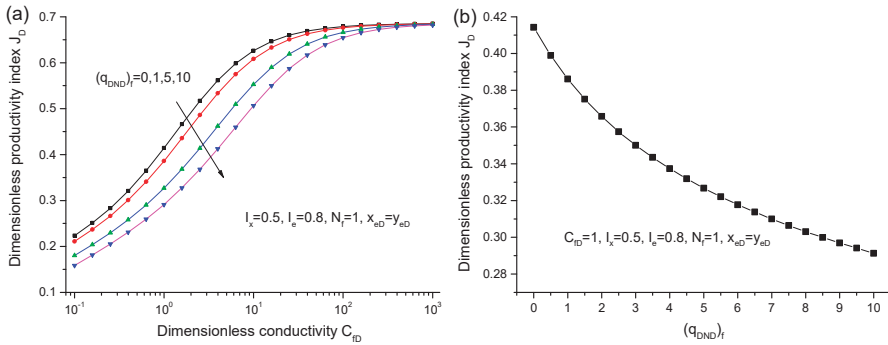 (a)
Dimensionless productivity index J_D
0.7
0.6
0.5
0.4
0.3
0.2
0.1
(q_DND)_f=0,1,5,10
I_x=0.5, I_e=0.8, N_f=1, x_eD=y_eD
10^-1
10^0
10^1
10^2
10^3
Dimensionless conductivity C_fD
(b)
Dimensionless productivity index J_D
0.42
0.40
0.38
0.36
0.34
0.32
0.30
0.28
C_fD=1, I_x=0.5, I_e=0.8, N_f=1, x_eD=y_eD
0 1 2 3 4 5 6 7 8 9 10
(q_DND)_f